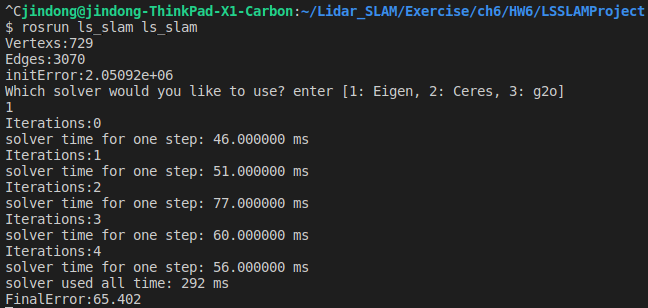 ^Cjindong@jindong-ThinkPad-X1-Carbon:~/Lidar_SLAM/Exercise/ch6/HW6/LSSLAMProject
$ rosrun ls_slam ls_slam
Vertexs:729
Edges:3070
initError:2.05092e+06
Which solver would you like to use? enter [1: Eigen, 2: Ceres, 3: g2o]
1
Iterations:0
solver time for one step: 46.000000 ms
Iterations:1
solver time for one step: 51.000000 ms
Iterations:2
solver time for one step: 77.000000 ms
Iterations:3
solver time for one step: 60.000000 ms
Iterations:4
solver time for one step: 56.000000 ms
solver used all time: 292 ms
FinalError:65.402